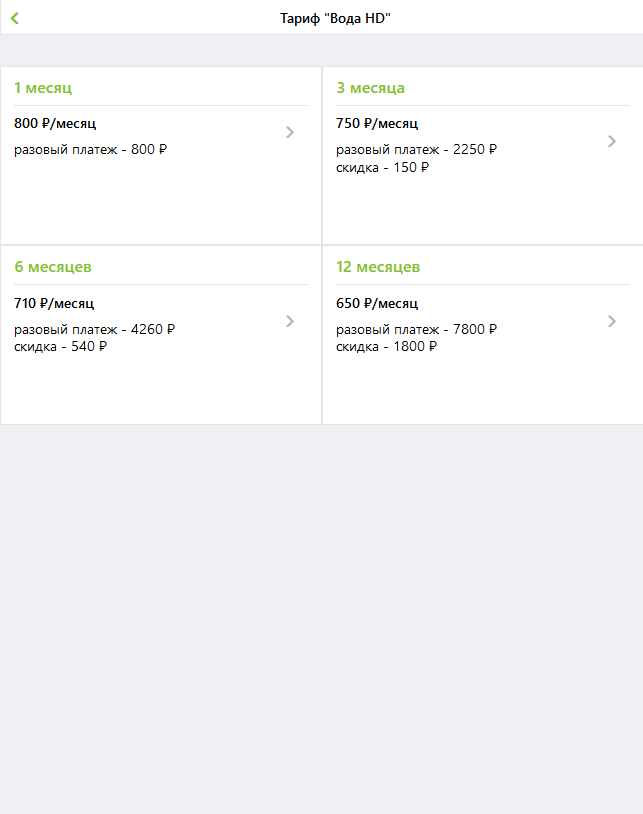 Тариф "Вода HD"
1 месяц
800 ₽/месяц
разовый платеж - 800 ₽
3 месяца
750 ₽/месяц
разовый платеж - 2250 ₽
скидка - 150 ₽
6 месяцев
710 ₽/месяц
разовый платеж - 4260 ₽
скидка - 540 ₽
12 месяцев
650 ₽/месяц
разовый платеж - 7800 ₽
скидка - 1800 ₽